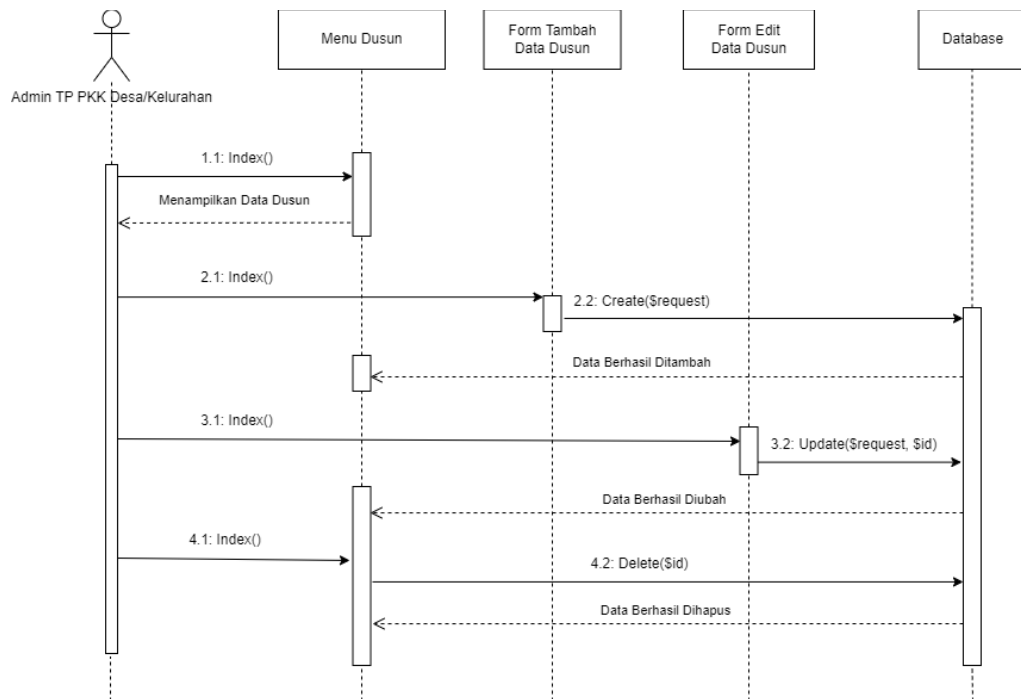 Menu Dusun
Form Tambah
Data Dusun
Form Edit
Data Dusun
Database
Admin TP PKK Desa/Kelurahan
1.1: Index()
Menampilkan Data Dusun
2.1: Index()
2.2: Create($request)
Data Berhasil Ditambah
3.1: Index()
3.2: Update($request, $id)
Data Berhasil Diubah
4.1: Index()
4.2: Delete($id)
Data Berhasil Dihapus